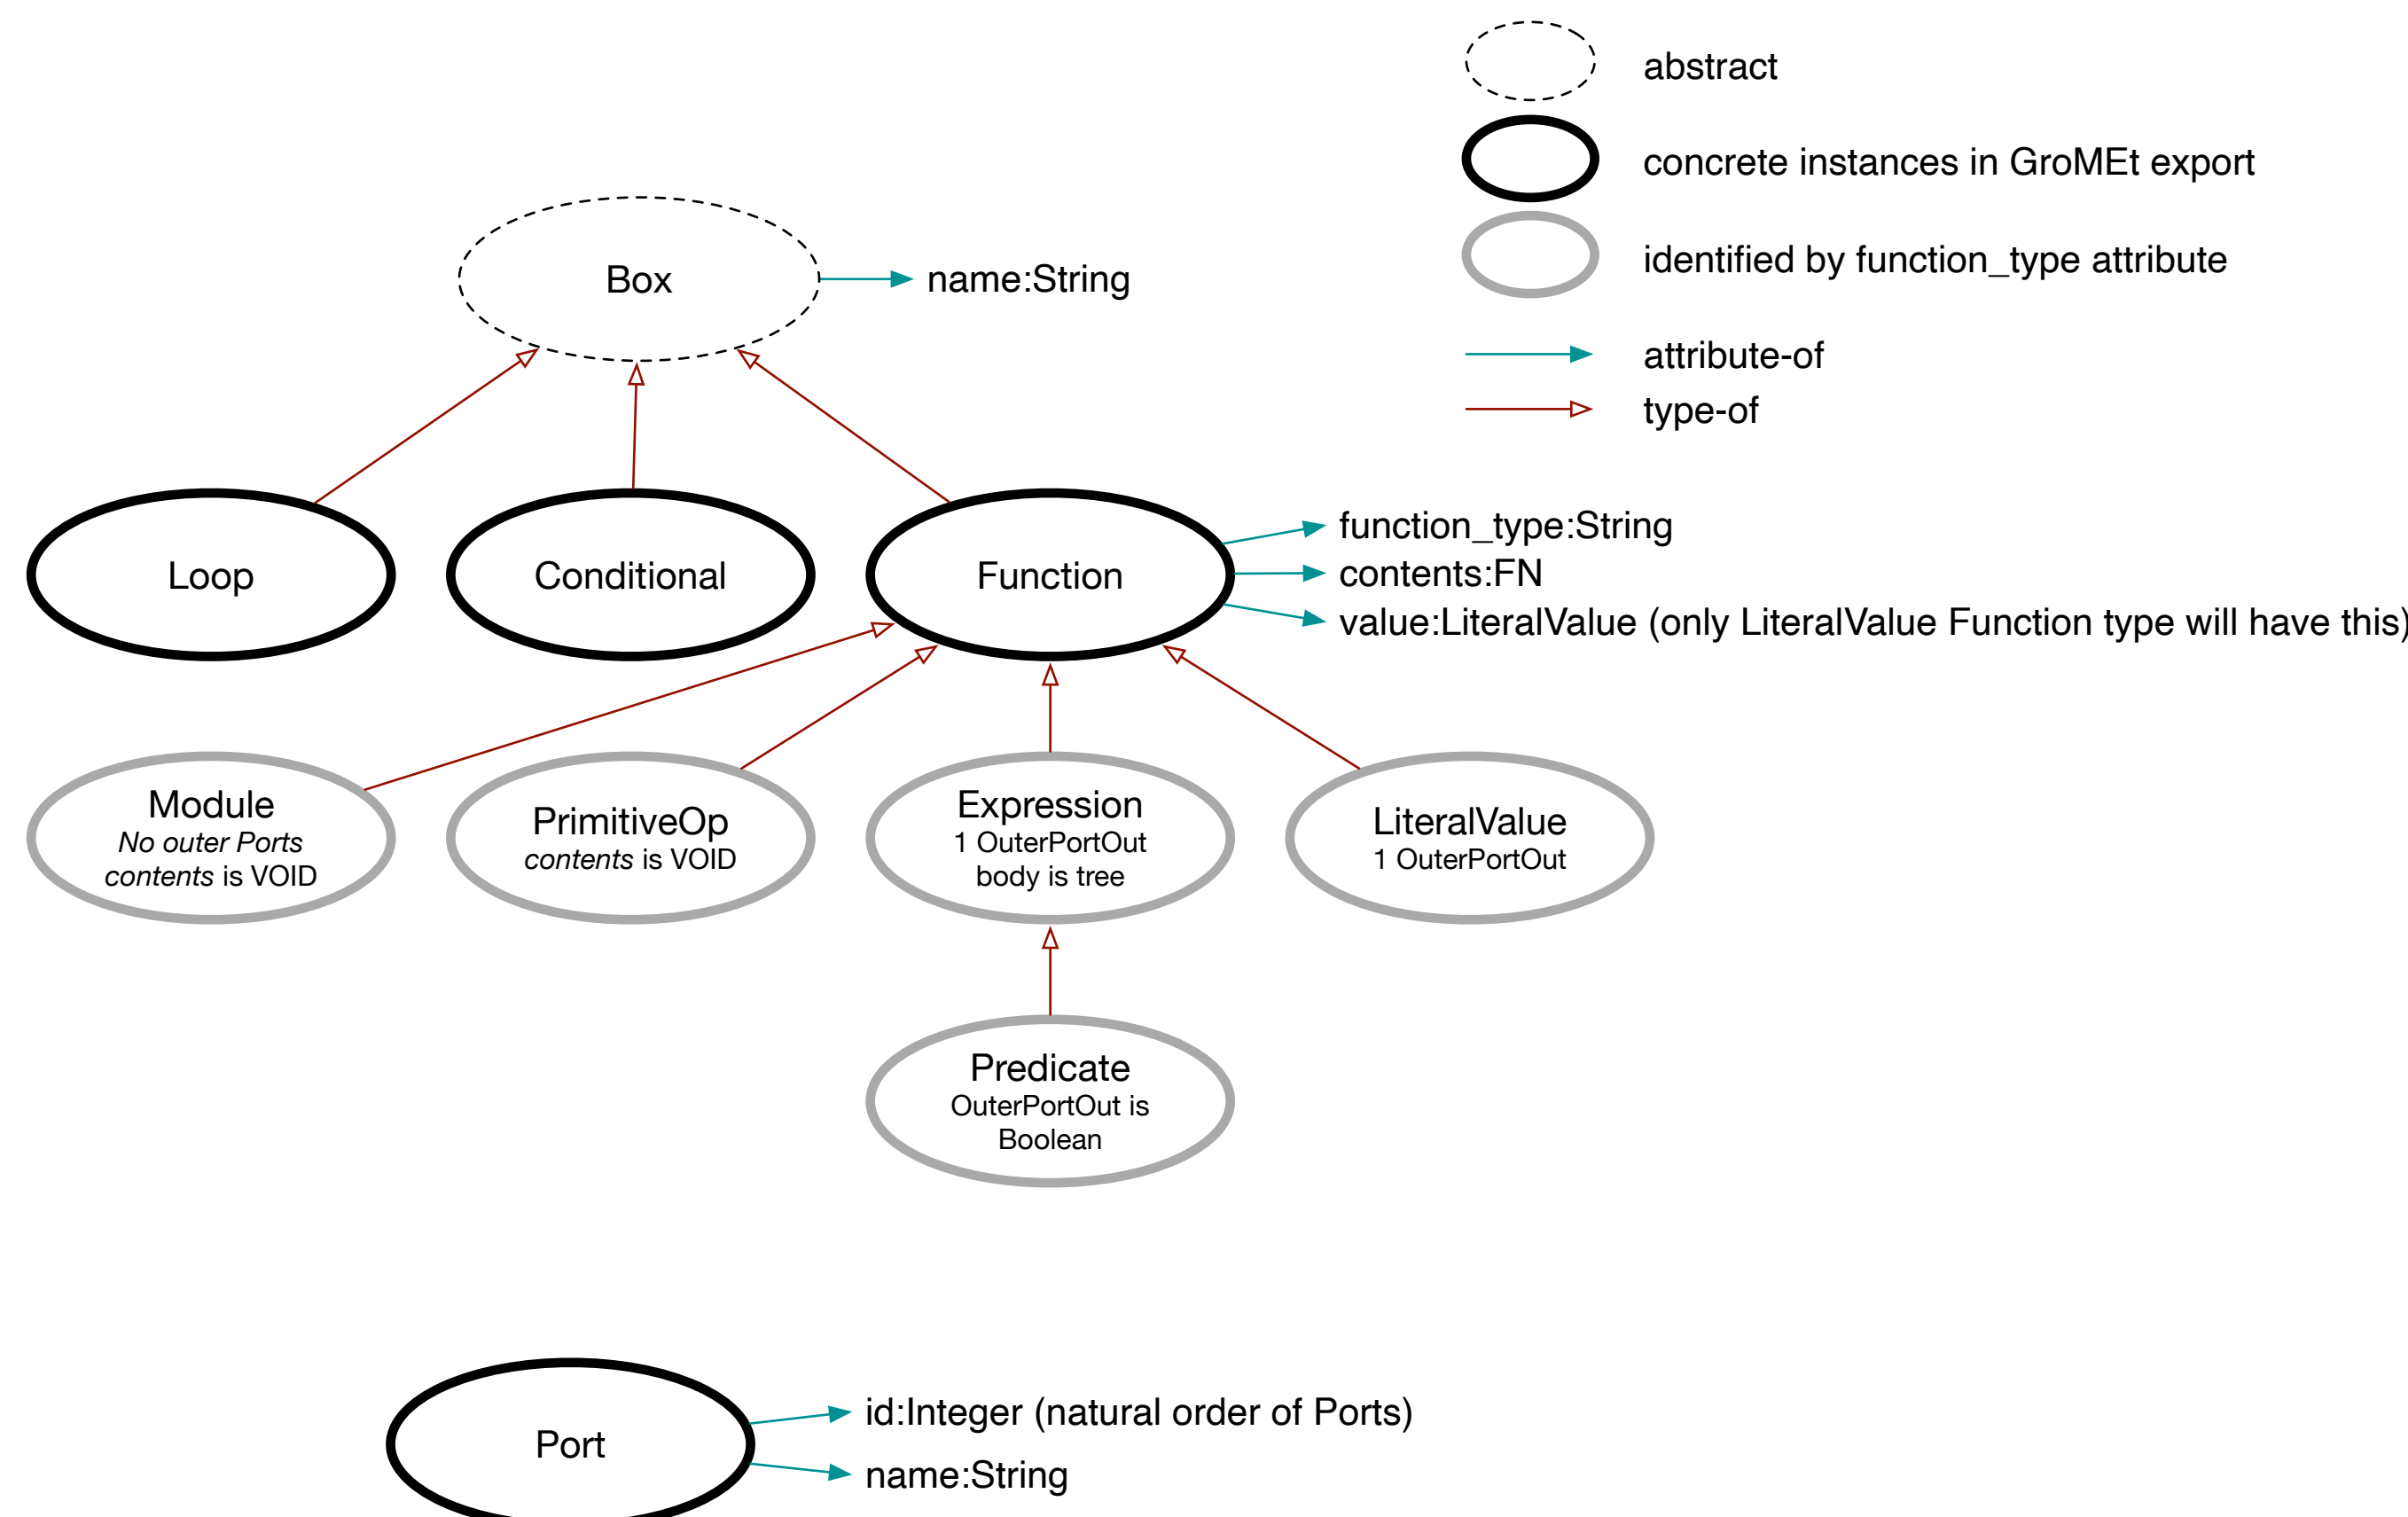 abstract
concrete instances in GroMEt export
identified by function_type attribute
attribute-of
type-of
Box
name:String
Loop
Conditional
Function
function_type:String
contents:FN
value:LiteralValue (only LiteralValue Function type will have this)
Module
No outer Ports
contents is VOID
PrimitiveOp
contents is VOID
Expression
1 OuterPortOut
body is tree
LiteralValue
1 OuterPortOut
Predicate
OuterPortOut is
Boolean
Port
id:Integer (natural order of Ports)
name:String